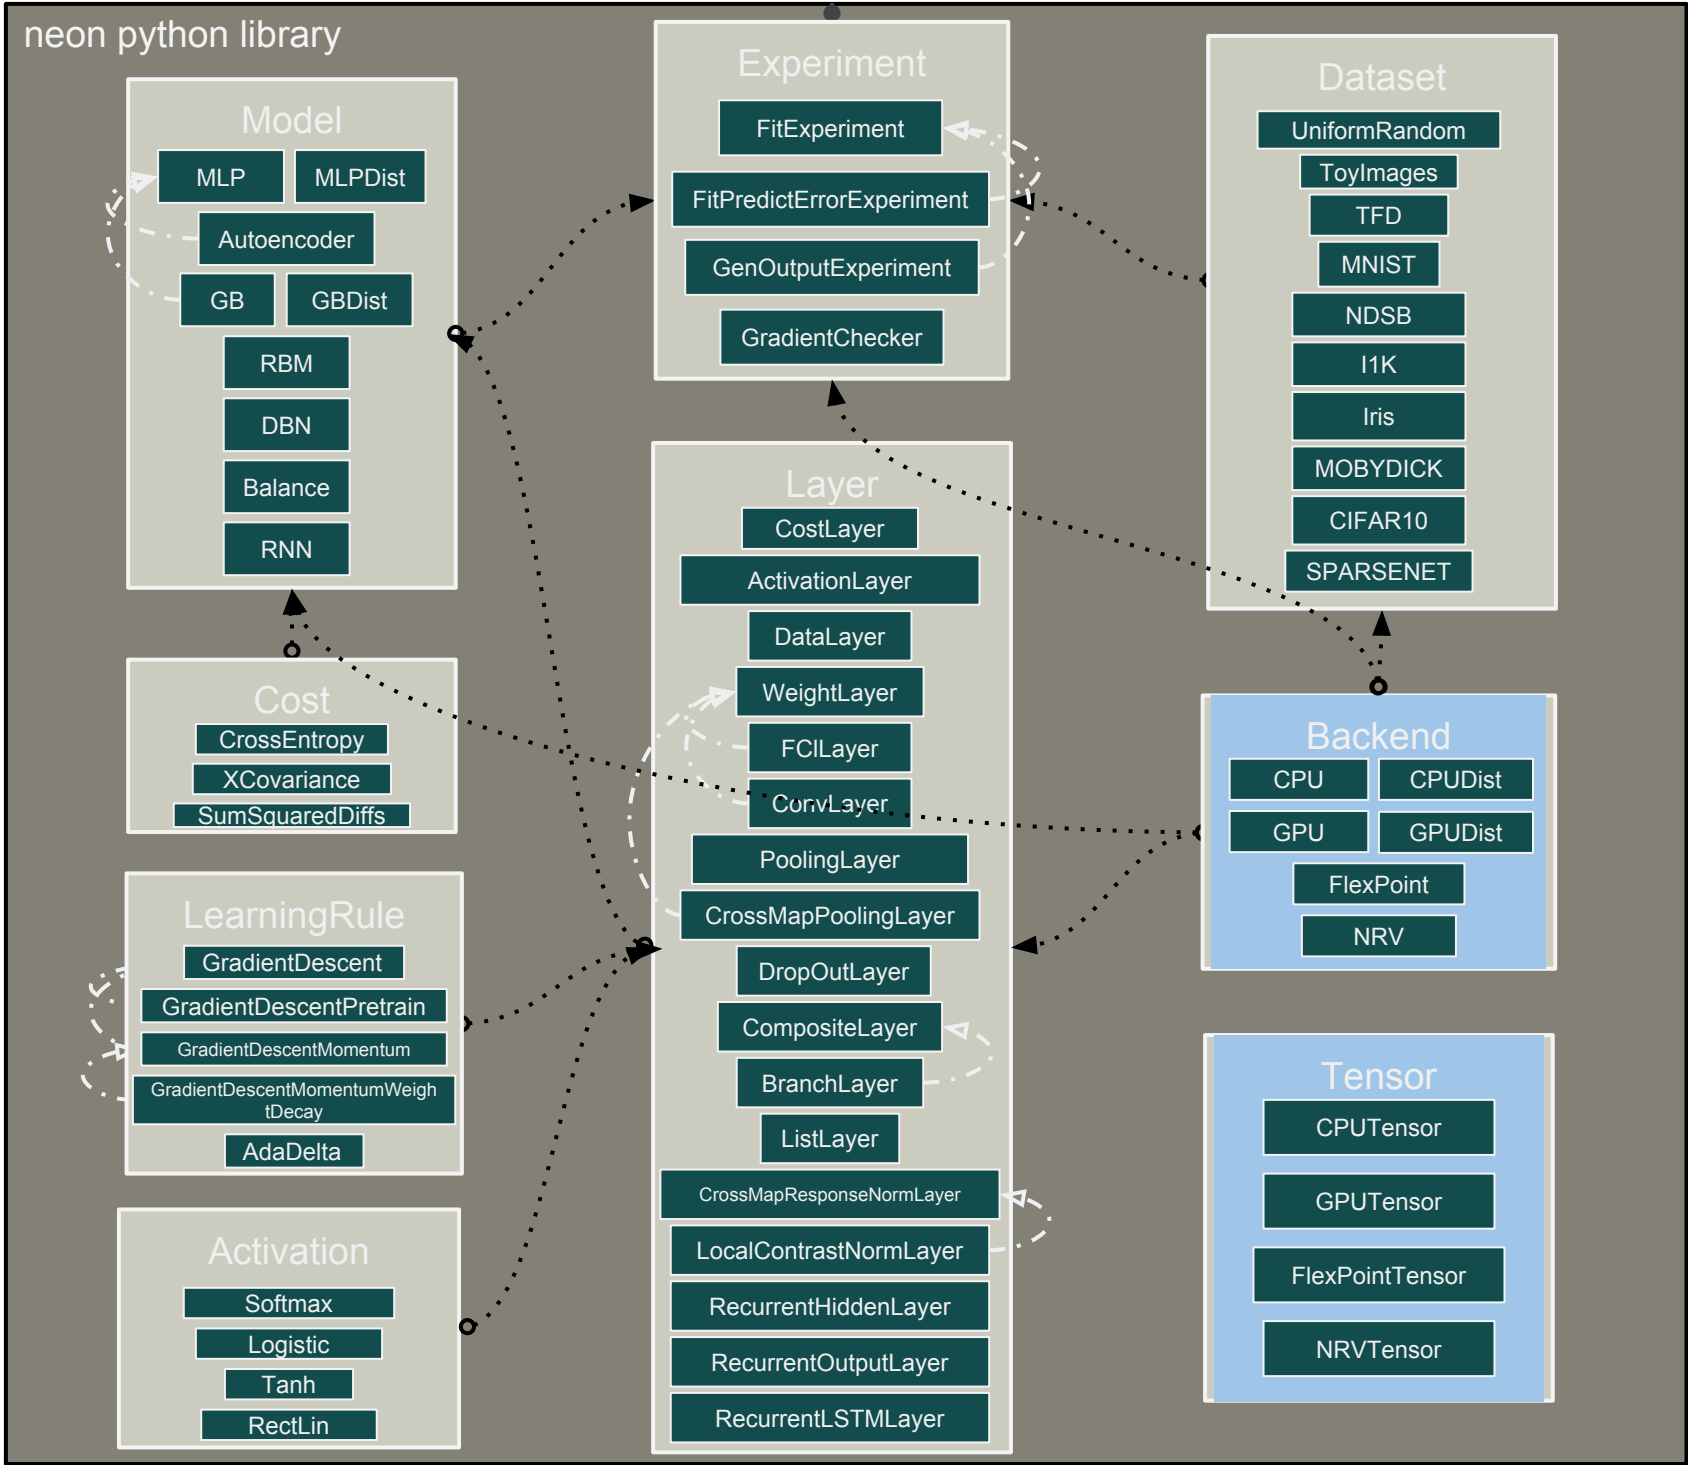 neon python library
Model
MLP
MLPDist
Autoencoder
GB
GBDist
RBM
DBN
Balance
RNN
Cost
CrossEntropy
XCovariance
SumSquaredDiffs
LearningRule
GradientDescent
GradientDescentPretrain
GradientDescentMomentum
GradientDescentMomentumWeigh
tDecay
AdaDelta
Activation
Softmax
Logistic
Tanh
RectLin
Experiment
FitExperiment
FitPredictErrorExperiment
GenOutputExperiment
GradientChecker
Layer
CostLayer
ActivationLayer
DataLayer
WeightLayer
FClLayer
ConvLayer
PoolingLayer
CrossMapPoolingLayer
DropOutLayer
CompositeLayer
BranchLayer
ListLayer
CrossMapResponseNormLayer
LocalContrastNormLayer
RecurrentHiddenLayer
RecurrentOutputLayer
RecurrentLSTMLayer
Dataset
UniformRandom
ToyImages
TFD
MNIST
NDSB
I1K
Iris
MOBYDICK
CIFAR10
SPARSENET
Backend
CPU
CPUDist
GPU
GPUDist
FlexPoint
NRV
Tensor
CPUTensor
GPUTensor
FlexPointTensor
NRVTensor